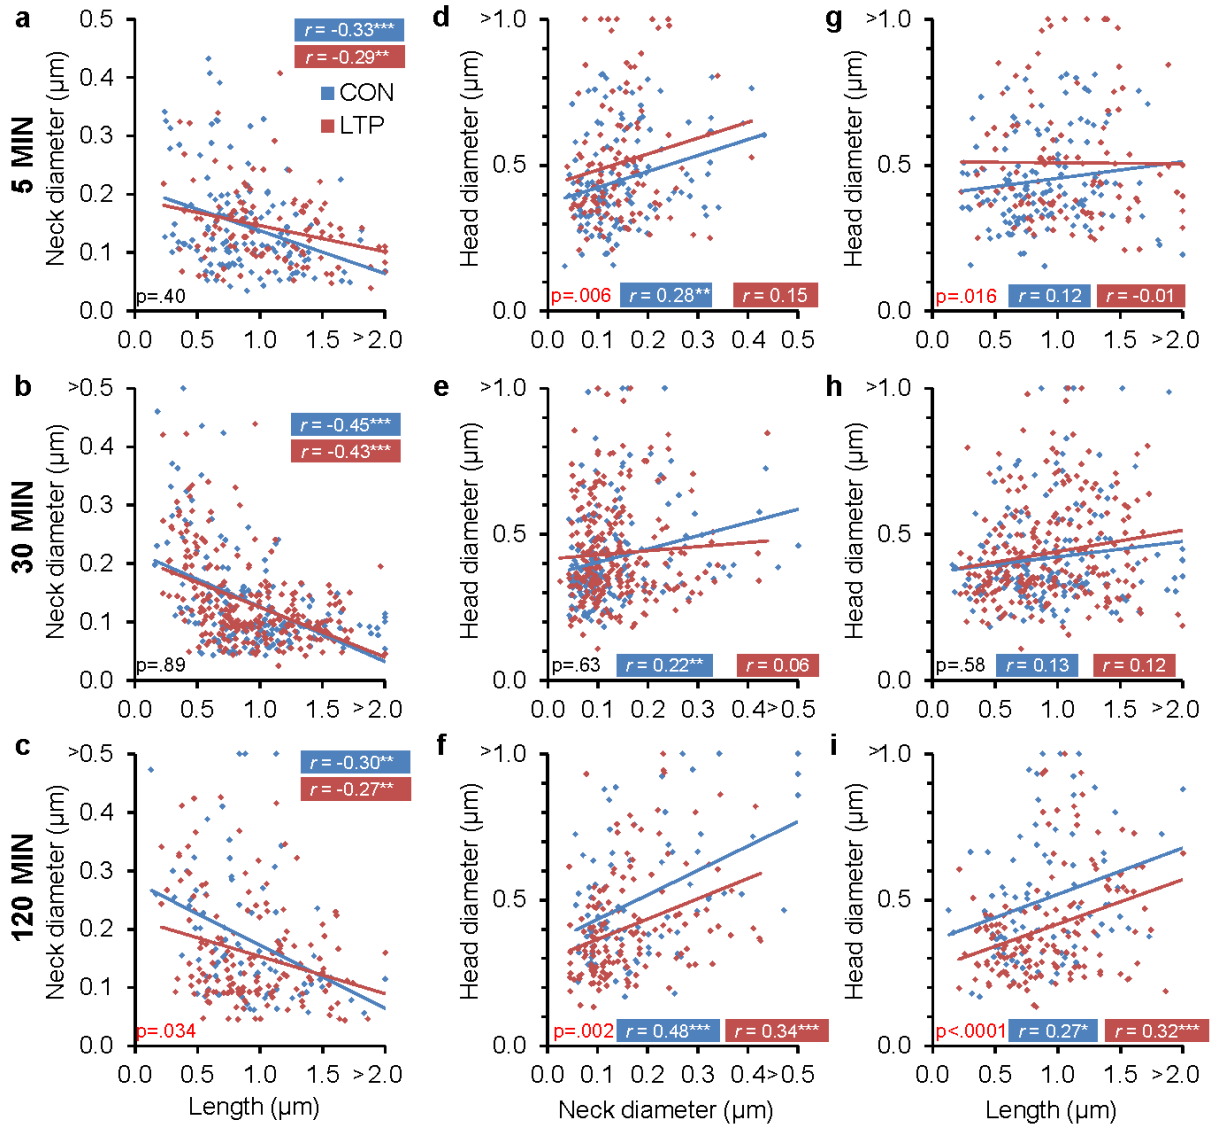 a
0.5
0.4
0.3
0.2
0.1
0.0
Neck diameter (µm)
5 MIN
r = -0.33***
r = -0.29**
CON
LTP
p=.40
0.0 0.5 1.0 1.5 >2.0
d
>1.0
0.5
0.0
Head diameter (µm)
p=.006
r = 0.28**
r = 0.15
0.0 0.1 0.2 0.3 0.4 0.5
g
>1.0
0.5
0.0
Head diameter (µm)
p=.016
r = 0.12
r = -0.01
0.0 0.5 1.0 1.5 >2.0
b
>0.5
0.4
0.3
0.2
0.1
0.0
Neck diameter (µm)
30 MIN
r = -0.45***
r = -0.43***
p=.89
0.0 0.5 1.0 1.5 >2.0
e
>1.0
0.5
0.0
Head diameter (µm)
p=.63
r = 0.22**
r = 0.06
0.0 0.1 0.2 0.3 0.4 >0.5
h
>1.0
0.5
0.0
Head diameter (µm)
p=.58
r = 0.13
r = 0.12
0.0 0.5 1.0 1.5 >2.0
c
>0.5
0.4
0.3
0.2
0.1
0.0
Neck diameter (µm)
120 MIN
r = -0.30**
r = -0.27**
p=.034
0.0 0.5 1.0 1.5 >2.0
Length (µm)
f
>1.0
0.5
0.0
Head diameter (µm)
p=.002
r = 0.48***
r = 0.34***
0.0 0.1 0.2 0.3 0.4 >0.5
Neck diameter (µm)
i
>1.0
0.5
0.0
Head diameter (µm)
p<.0001
r = 0.27*
r = 0.32***
0.0 0.5 1.0 1.5 >2.0
Length (µm)